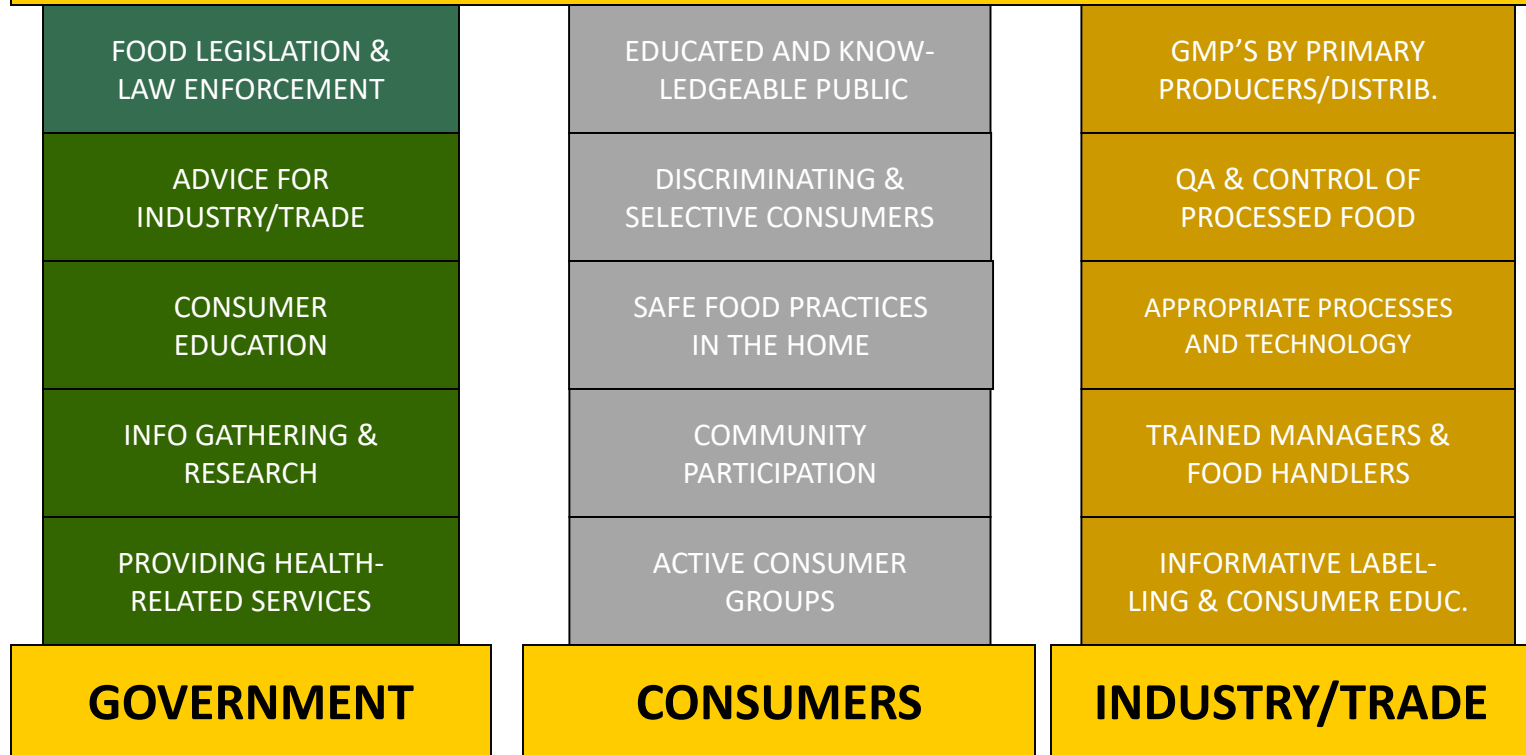 FOOD LEGISLATION &
LAW ENFORCEMENT
ADVICE FOR
INDUSTRY/TRADE
CONSUMER
EDUCATION
INFO GATHERING &
RESEARCH
PROVIDING HEALTH-
RELATED SERVICES
GOVERNMENT
EDUCATED AND KNOW-
LEDGEABLE PUBLIC
DISCRIMINATING &
SELECTIVE CONSUMERS
SAFE FOOD PRACTICES
IN THE HOME
COMMUNITY
PARTICIPATION
ACTIVE CONSUMER
GROUPS
CONSUMERS
GMP’S BY PRIMARY
PRODUCERS/DISTRIB.
QA & CONTROL OF
PROCESSED FOOD
APPROPRIATE PROCESSES
AND TECHNOLOGY
TRAINED MANAGERS &
FOOD HANDLERS
INFORMATIVE LABEL-
LING & CONSUMER EDUC.
INDUSTRY/TRADE